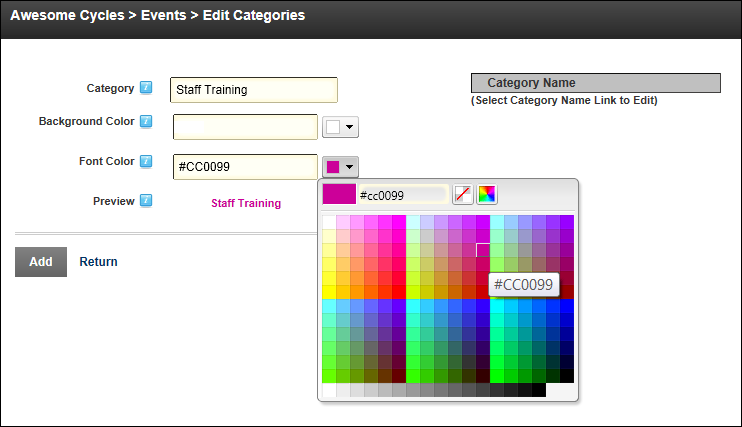 Awesome Cycles > Events > Edit Categories
Category
Staff Training
Category Name
(Select Category Name Link to Edit)
Background Color
Font Color
#CC0099
#cc0099
Preview
Staff Training
Add
Return
#CC0099